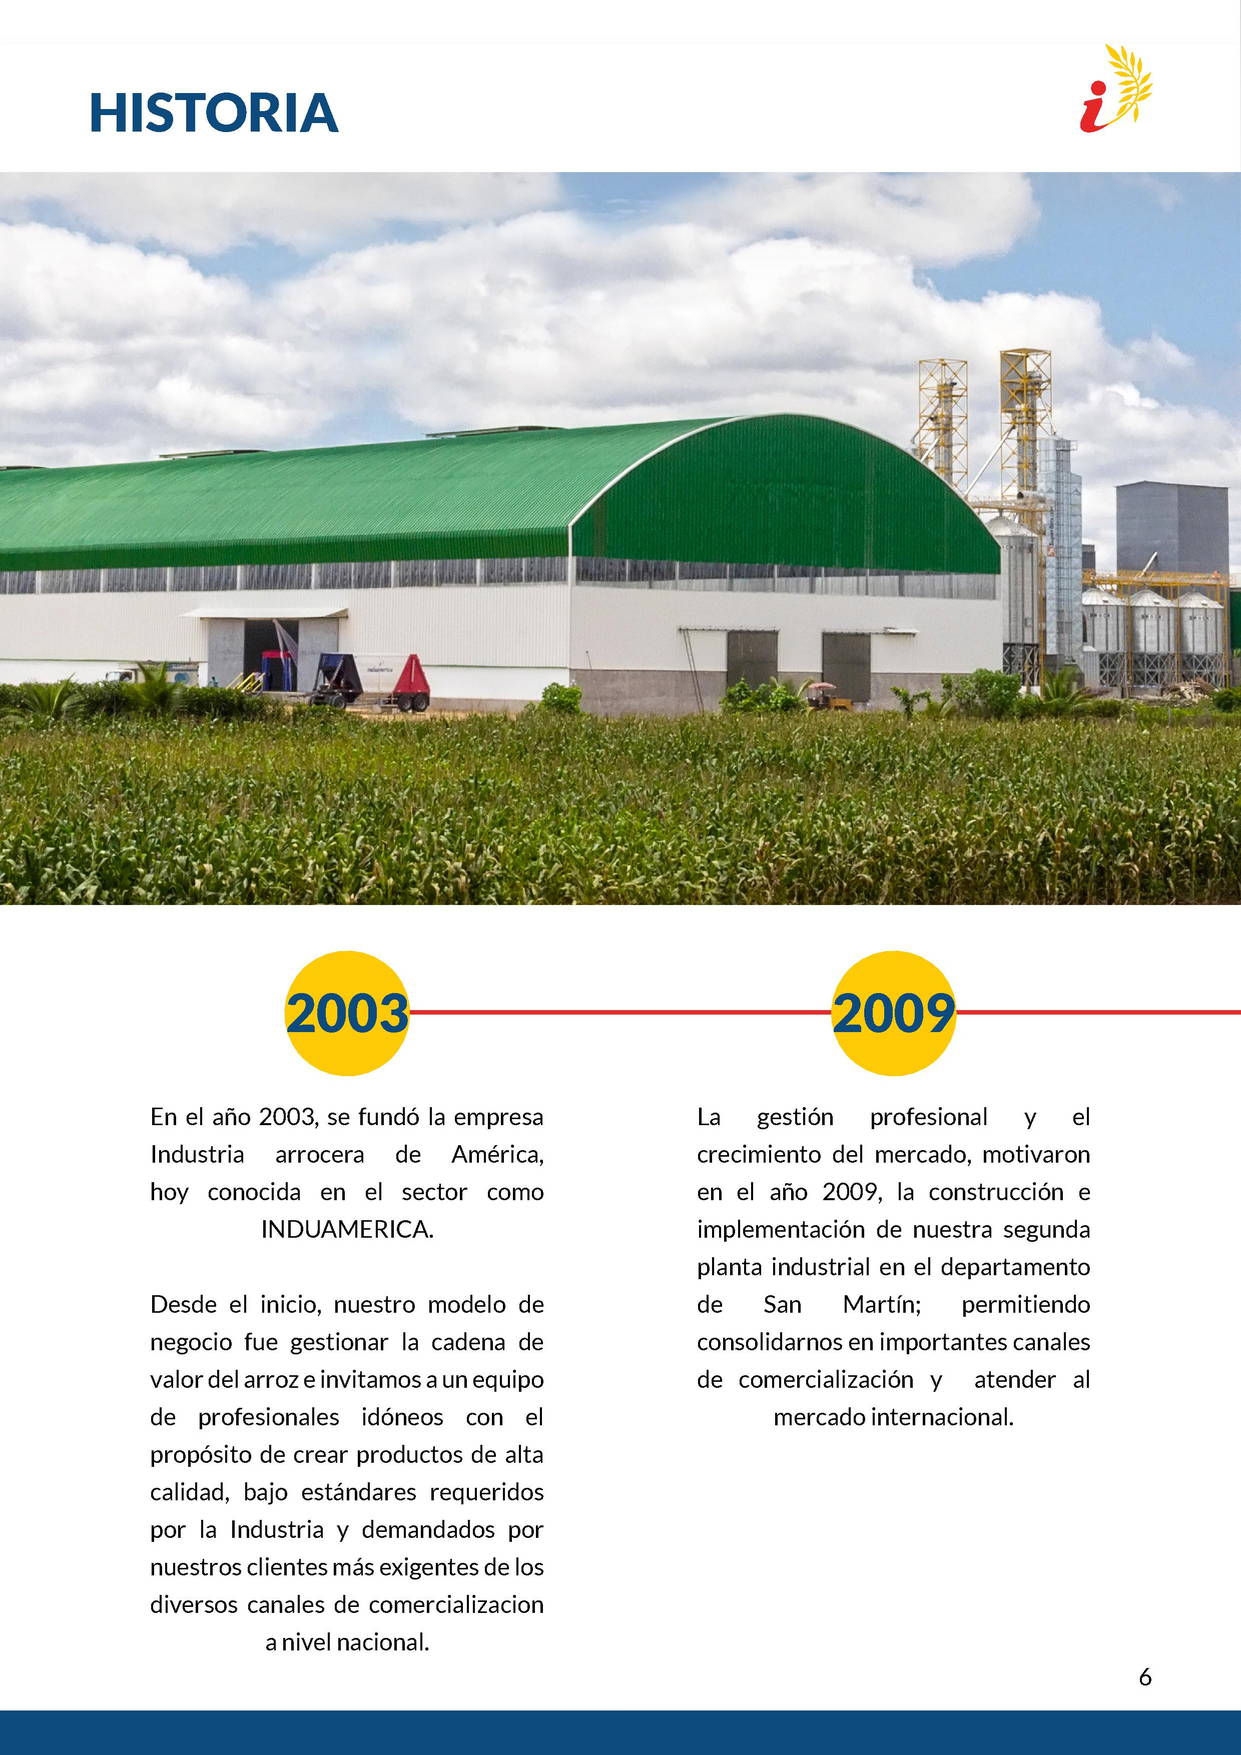 HISTORIA
2003
En el año 2003, se fundó la empresa
Industria arrocera de América,
hoy conocida en el sector como
INDUAMERICA.
Desde el inicio, nuestro modelo de
negocio fue gestionar la cadena de
valor del arroz e invitamos a un equipo
de profesionales idóneos con el
propósito de crear productos de alta
calidad, bajo estándares requeridos
por la Industria y demandados por
nuestros clientes más exigentes de los
diversos canales de comercializacion
a nivel nacional.
2009
La gestión profesional y el
crecimiento del mercado, motivaron
en el año 2009, la construcción e
implementación de nuestra segunda
planta industrial en el departamento
de San Martín; permitiendo
consolidarnos en importantes canales
de comercialización y atender al
mercado internacional.
6